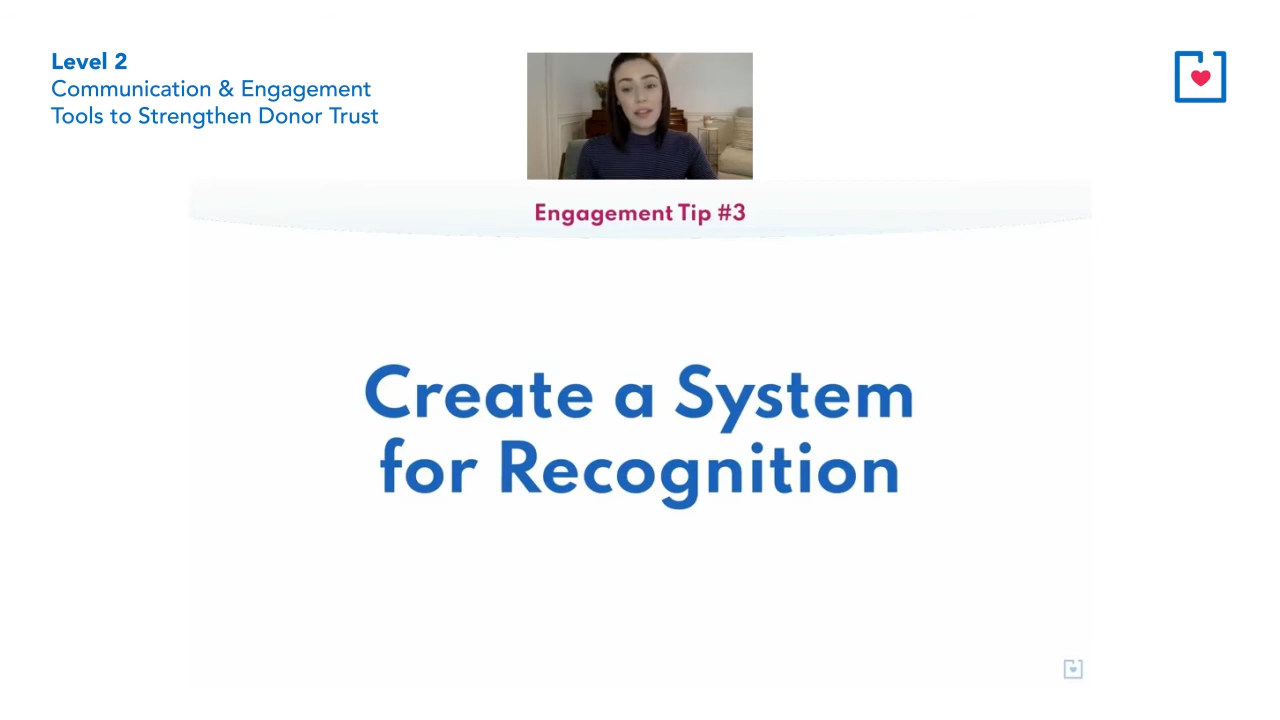 Level 2
Communication & Engagement
Tools to Strengthen Donor Trust
Engagement Tip #3
Create a System
for Recognition